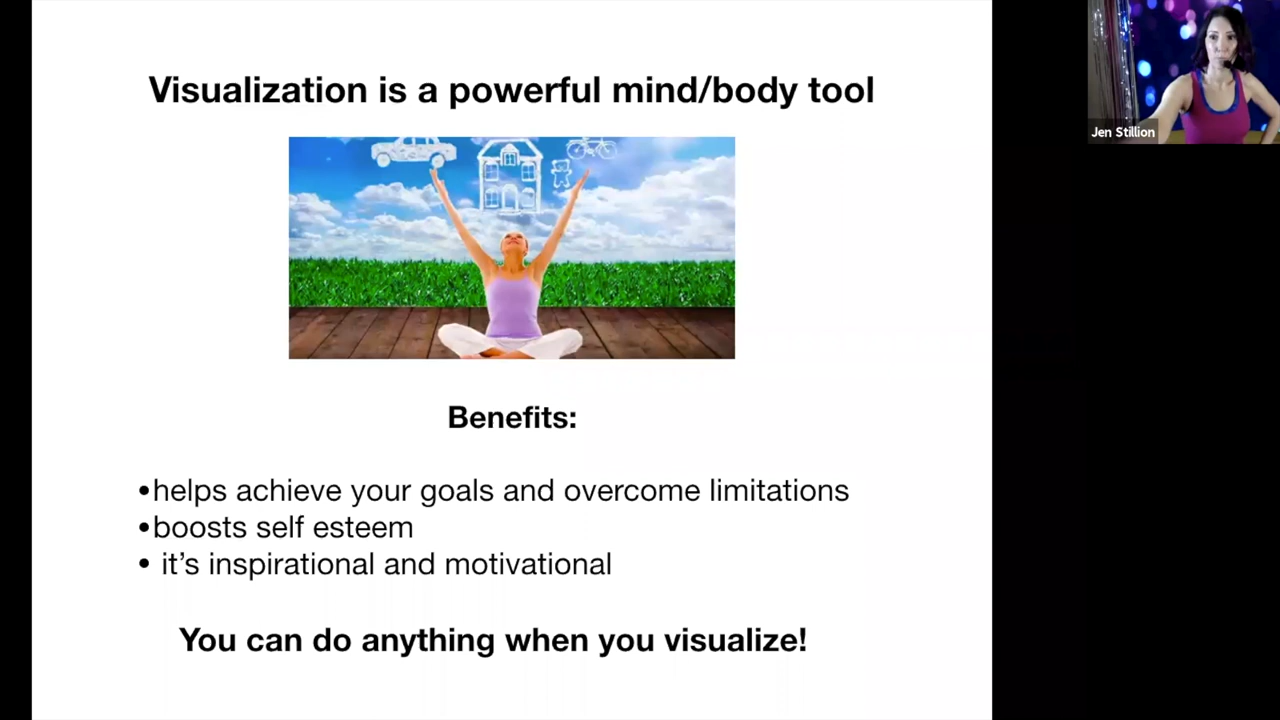 Visualization is a powerful mind/body tool
Jen Stillion
Benefits:
•helps achieve your goals and overcome limitations
•boosts self esteem
• it’s inspirational and motivational
You can do anything when you visualize!